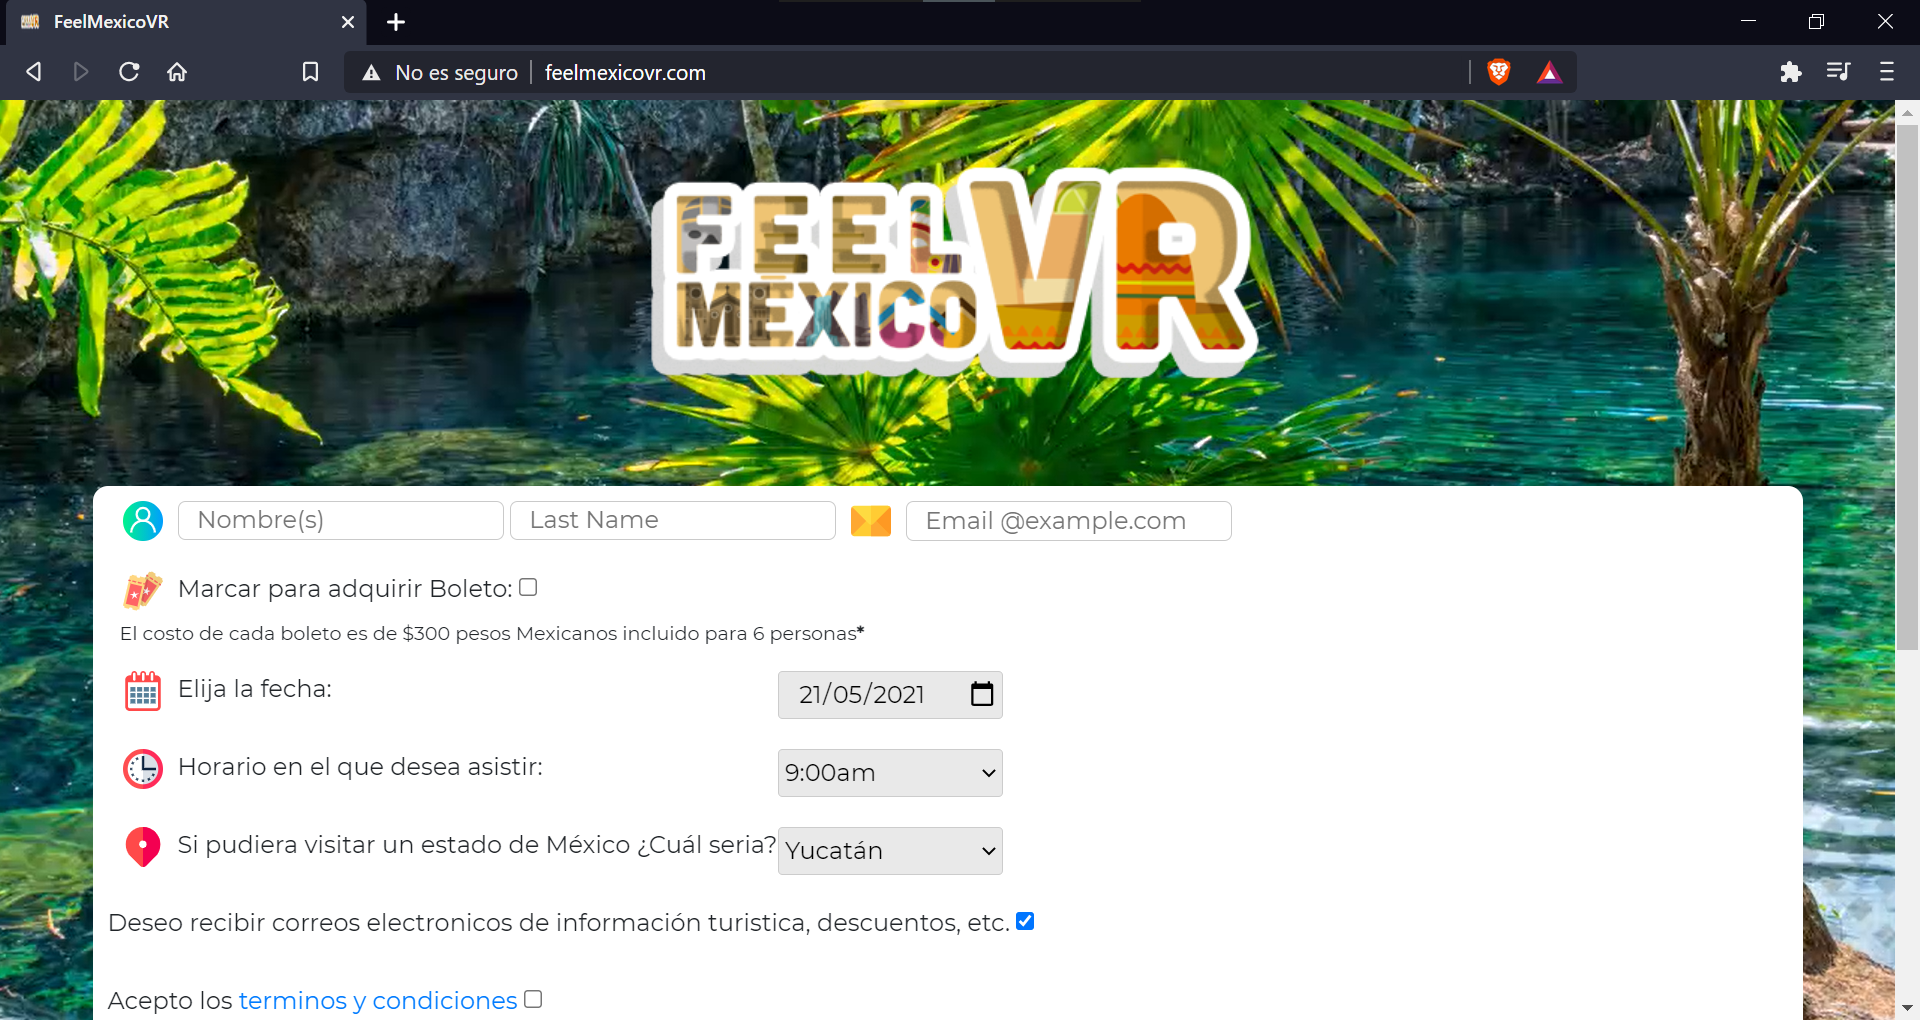 FeelMexicoVR
No es seguro feelmexicovr.com
FEEL
MÉXICO
VR
Nombre(s) Last Name Email @example.com
Marcar para adquirir Boleto:
El costo de cada boleto es de $300 pesos Mexicanos incluido para 6 personas*
Elija la fecha: 21/05/2021
Horario en el que desea asistir: 9:00am
Si pudiera visitar un estado de México ¿Cuál seria? Yucatán
Deseo recibir correos electronicos de información turistica, descuentos, etc.
Acepto los terminos y condiciones